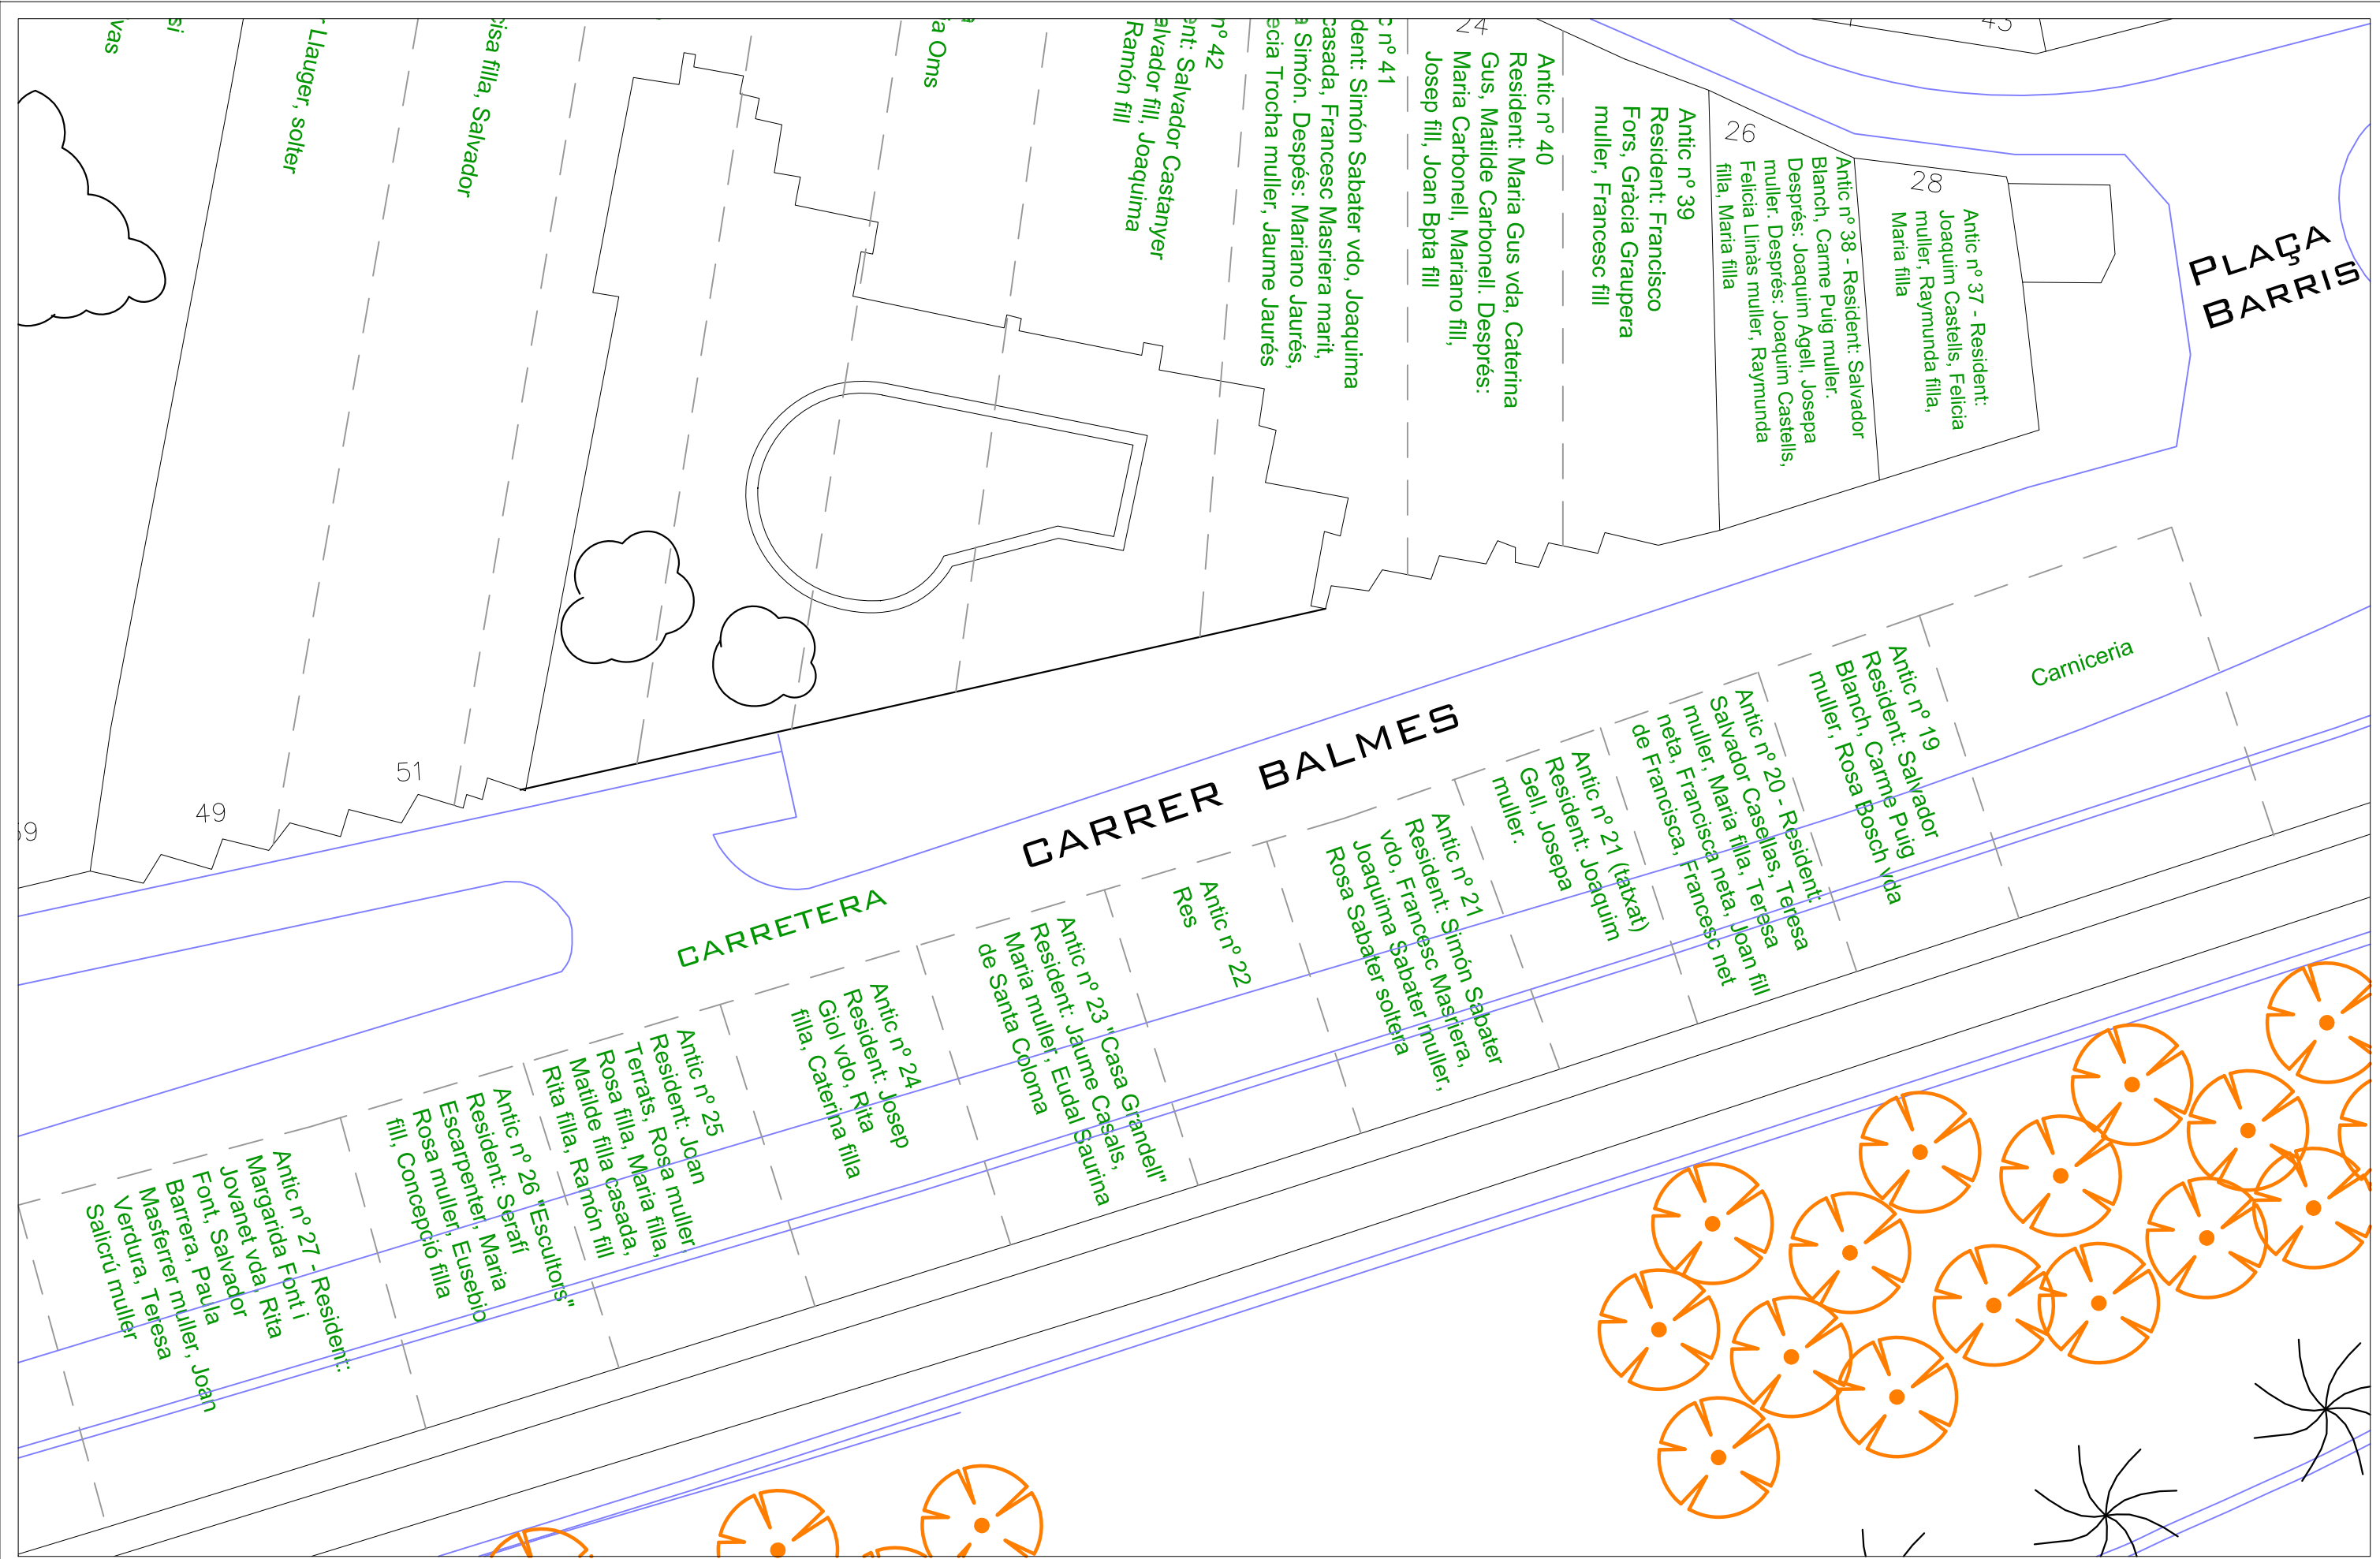 Llauger, solter
filla, Salvador
Oms
nº 42
Salvador Castanyer
fill, Joaquima
Ramón fill
nº 41
Simón Sabater vdo, Joaquima
casada, Francesc Masriera marit,
Simón. Despés: Mariano Jaurés,
Trocha muller, Jaume Jaurés
24
Antic nº 40
Resident: Maria Gus vda, Caterina
Gus, Matilde Carbonell. Després:
Maria Carbonell, Mariano fill,
Josep fill, Joan Bpta fill
Antic nº 39
Resident: Francisco
Fors, Gràcia Graupera
muller, Francesc fill
26
Antic nº 38 - Resident: Salvador
Blanch, Carme Puig muller.
Després: Joaquim Agell, Josepa
muller. Després: Joaquim Castells,
Felicia Llinàs muller, Raymunda
filla, Maria filla
28
Antic nº 37 - Resident:
Joaquim Castells, Felicia
muller, Raymunda filla,
Maria filla
PLAÇA
BARRIS
49
51
CARRER BALMES
CARRETERA
Carniceria
Antic nº 19
Resident: Salvador
Blanch, Carme Puig
muller, Rosa Bosch vda
Antic nº 20 - Resident:
Salvador Casellas, Teresa
muller, Maria filla, Teresa
neta, Francisca neta, Joan fill
de Francisca, Francesc net
Antic nº 21 (tatxat)
Resident: Joaquim
Gell, Josepa
muller.
Antic nº 21
Resident: Simón Sabater
vdo, Francesc Masriera,
Joaquima Sabater muller,
Rosa Sabater soltera
Antic nº 22
Res
Antic nº 23 "Casa Grandell"
Resident: Jaume Casals,
Maria muller, Eudal Saurina
de Santa Coloma
Antic nº 24
Resident: Josep
Giol vdo, Rita
filla, Caterina filla
Antic nº 25
Resident: Joan
Terrats, Rosa muller,
Rosa filla, Maria filla,
Matilde filla casada,
Rita filla, Ramón fill
Antic nº 26 "Escultors"
Resident: Serafí
Escarpenter, Maria
Rosa muller, Eusebio
fill, Concepció filla
Antic nº 27 - Resident:
Margarida Font i
Jovanet vda, Rita
Font, Salvador
Barrera, Paula
Masferrer muller, Joan
Verdura, Teresa
Salicrú muller